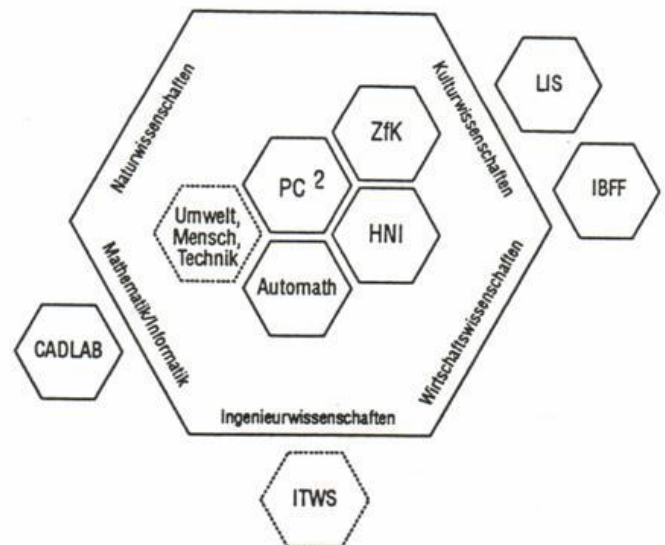 Naturwissenschaften
Kulturwissenschaften
LIS
ZfK
PC 2
IBFF
Umwelt,
Mensch,
Technik
HNI
Automath
Mathematik/Informatik
Wirtschaftswissenschaften
CADLAB
Ingenieurwissenschaften
ITWS